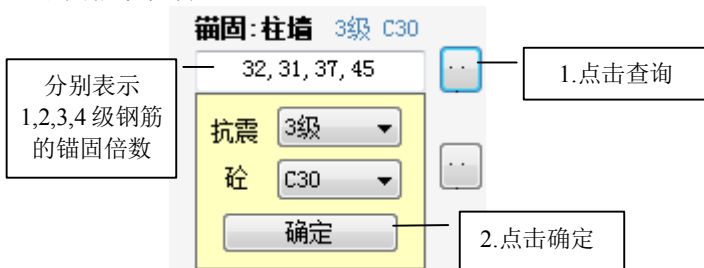 锚固:柱墙 3级 C30
32, 31, 37, 45
..
分别表示
1,2,3,4 级钢筋
的锚固倍数
1.点击查询
抗震 3级
砼 C30
..
确定
2.点击确定